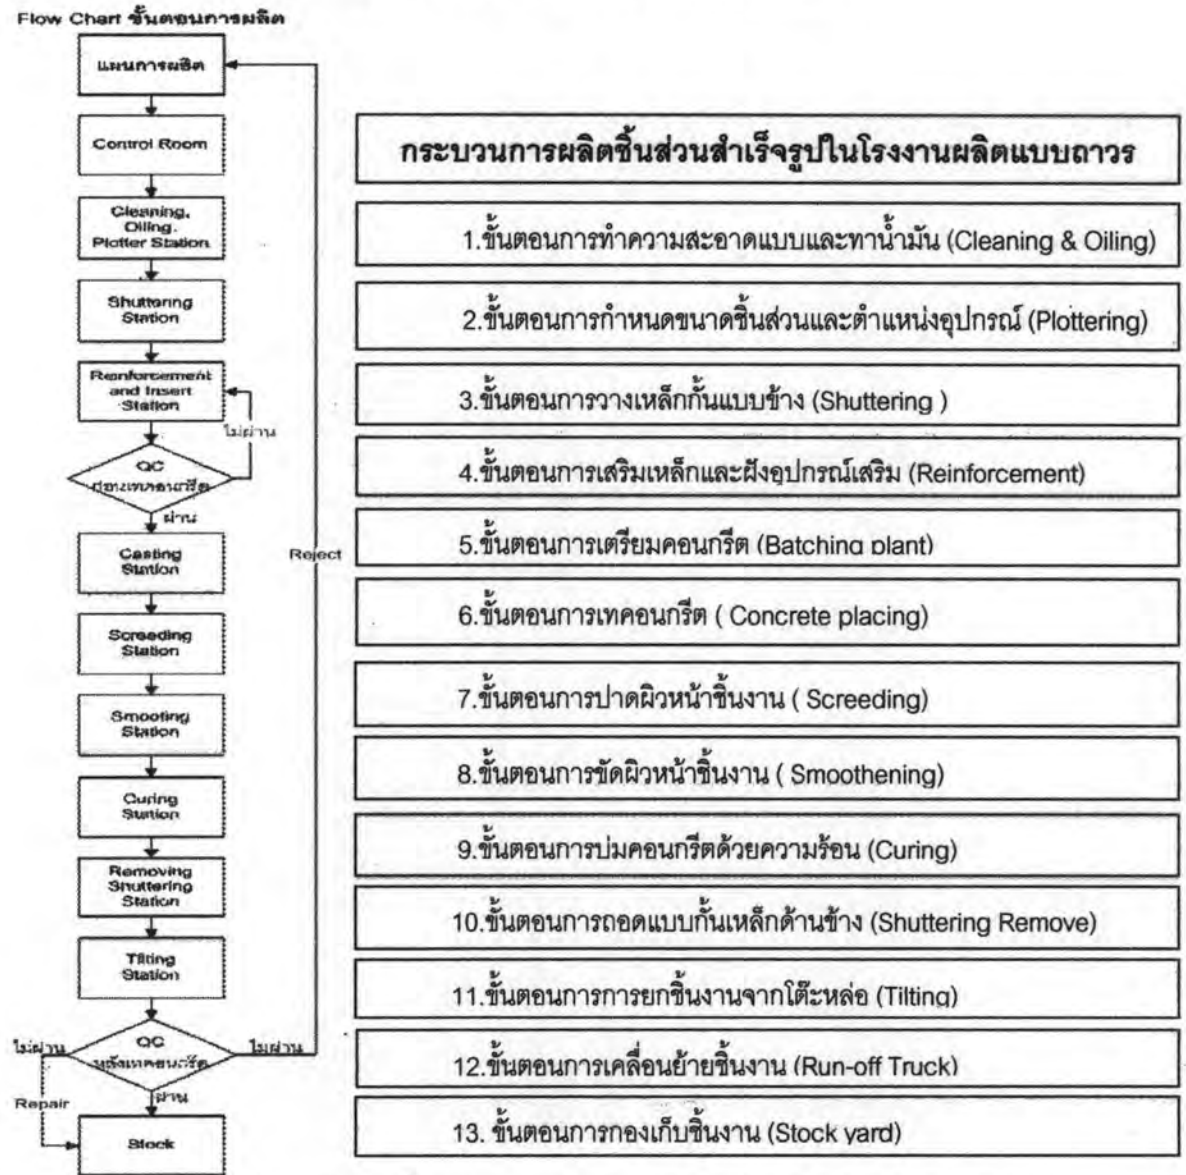 Flow Chart ขั้นตอนการผลิต
แผนการผลิต
Control Room
Cleaning,
Oiling,
Plotter Station
Shuttering
Station
Reinforcement
and Insert
Station
ไม่ผ่าน
QC
ก่อนเทคอนกรีต
ผ่าน
Casting
Station
Reject
Screeding
Station
Smooting
Station
Curing
Station
Removing
Shuttering
Station
Tilting
Station
ไม่ผ่าน
QC
หลังเทคอนกรีต
ไม่ผ่าน
Repair
ผ่าน
Stock
กระบวนการผลิตชิ้นส่วนสำเร็จรูปในโรงงานผลิตแบบถาวร
1.ขั้นตอนการทำความสะอาดแบบและทาน้ำมัน (Cleaning & Oiling)
2.ขั้นตอนการกำหนดขนาดชิ้นส่วนและตำแหน่งอุปกรณ์ (Plottering)
3.ขั้นตอนการวางเหล็กกั้นแบบข้าง (Shuttering )
4.ขั้นตอนการเสริมเหล็กและฝังอุปกรณ์เสริม (Reinforcement)
5.ขั้นตอนการเตรียมคอนกรีต (Batching plant)
6.ขั้นตอนการเทคอนกรีต ( Concrete placing)
7.ขั้นตอนการปาดผิวหน้าชิ้นงาน ( Screeding)
8.ขั้นตอนการขัดผิวหน้าชิ้นงาน ( Smoothening)
9.ขั้นตอนการบ่มคอนกรีตด้วยความร้อน (Curing)
10.ขั้นตอนการถอดแบบกั้นเหล็กด้านข้าง (Shuttering Remove)
11.ขั้นตอนการการยกชิ้นงานจากโต๊ะหล่อ (Tilting)
12.ขั้นตอนการเคลื่อนย้ายชิ้นงาน (Run-off Truck)
13. ขั้นตอนการกองเก็บชิ้นงาน (Stock yard)